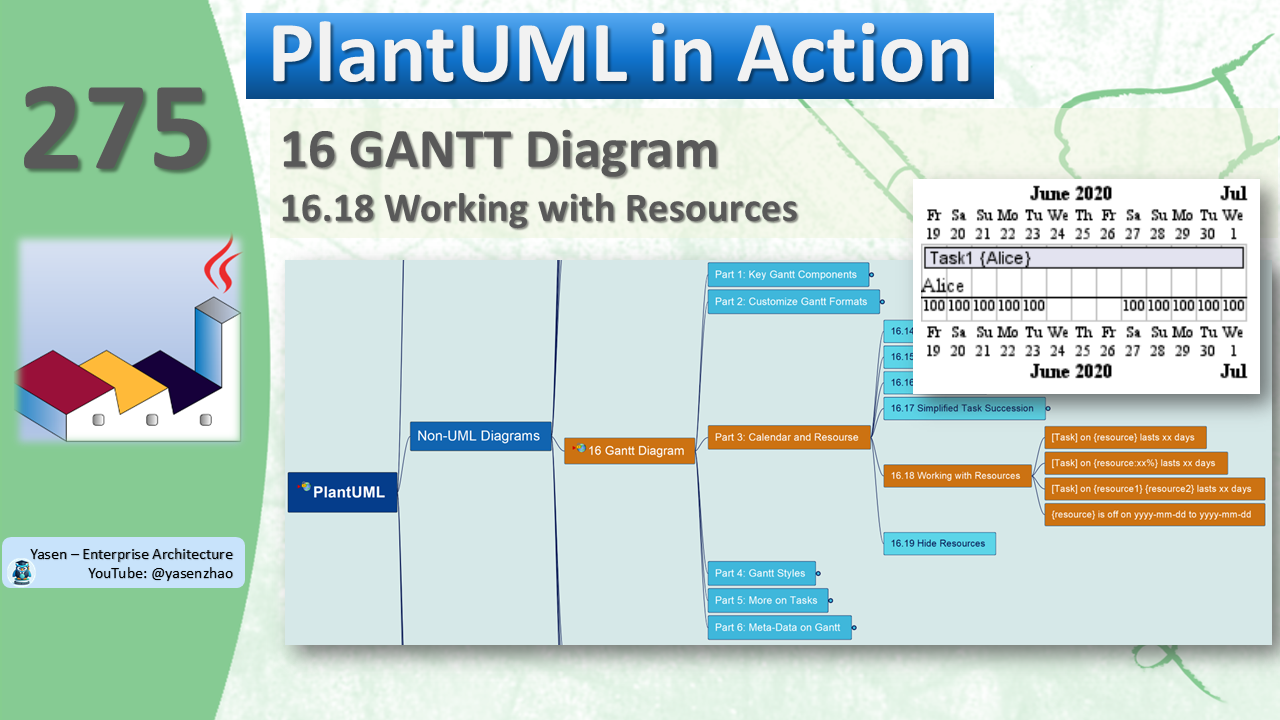 PlantUML in Action
275
16 GANTT Diagram
16.18 Working with Resources
June 2020 Jul
Fr Sa Su Mo Tu We Th Fr Sa Su Mo Tu We
19 20 21 22 23 24 25 26 27 28 29 30 1
Task1 {Alice}
Alice
100 100 100 100 100 100 100 100 100 100
Fr Sa Su Mo Tu We Th Fr Sa Su Mo Tu We
19 20 21 22 23 24 25 26 27 28 29 30 1
June 2020 Jul
PlantUML
Non-UML Diagrams
16 Gantt Diagram
Part 1: Key Gantt Components
Part 2: Customize Gantt Formats
Part 3: Calendar and Resourse
16.14
16.15
16.16
16.17 Simplified Task Succession
16.18 Working with Resources
[Task] on {resource} lasts xx days
[Task] on {resource:xx%} lasts xx days
[Task] on {resource1} {resource2} lasts xx days
{resource} is off on yyyy-mm-dd to yyyy-mm-dd
16.19 Hide Resources
Part 4: Gantt Styles
Part 5: More on Tasks
Part 6: Meta-Data on Gantt
Yasen – Enterprise Architecture
YouTube: @yasenzhao